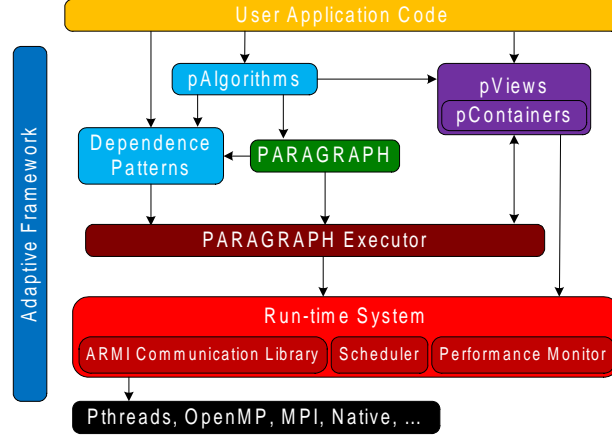 User Application Code
Adaptive Framework
pAlgorithms
pViews
pContainers
Dependence
Patterns
PARAGRAPH
PARAGRAPH Executor
Run-time System
ARMI Communication Library
Scheduler
Performance Monitor
Pthreads, OpenMP, MPI, Native, ...